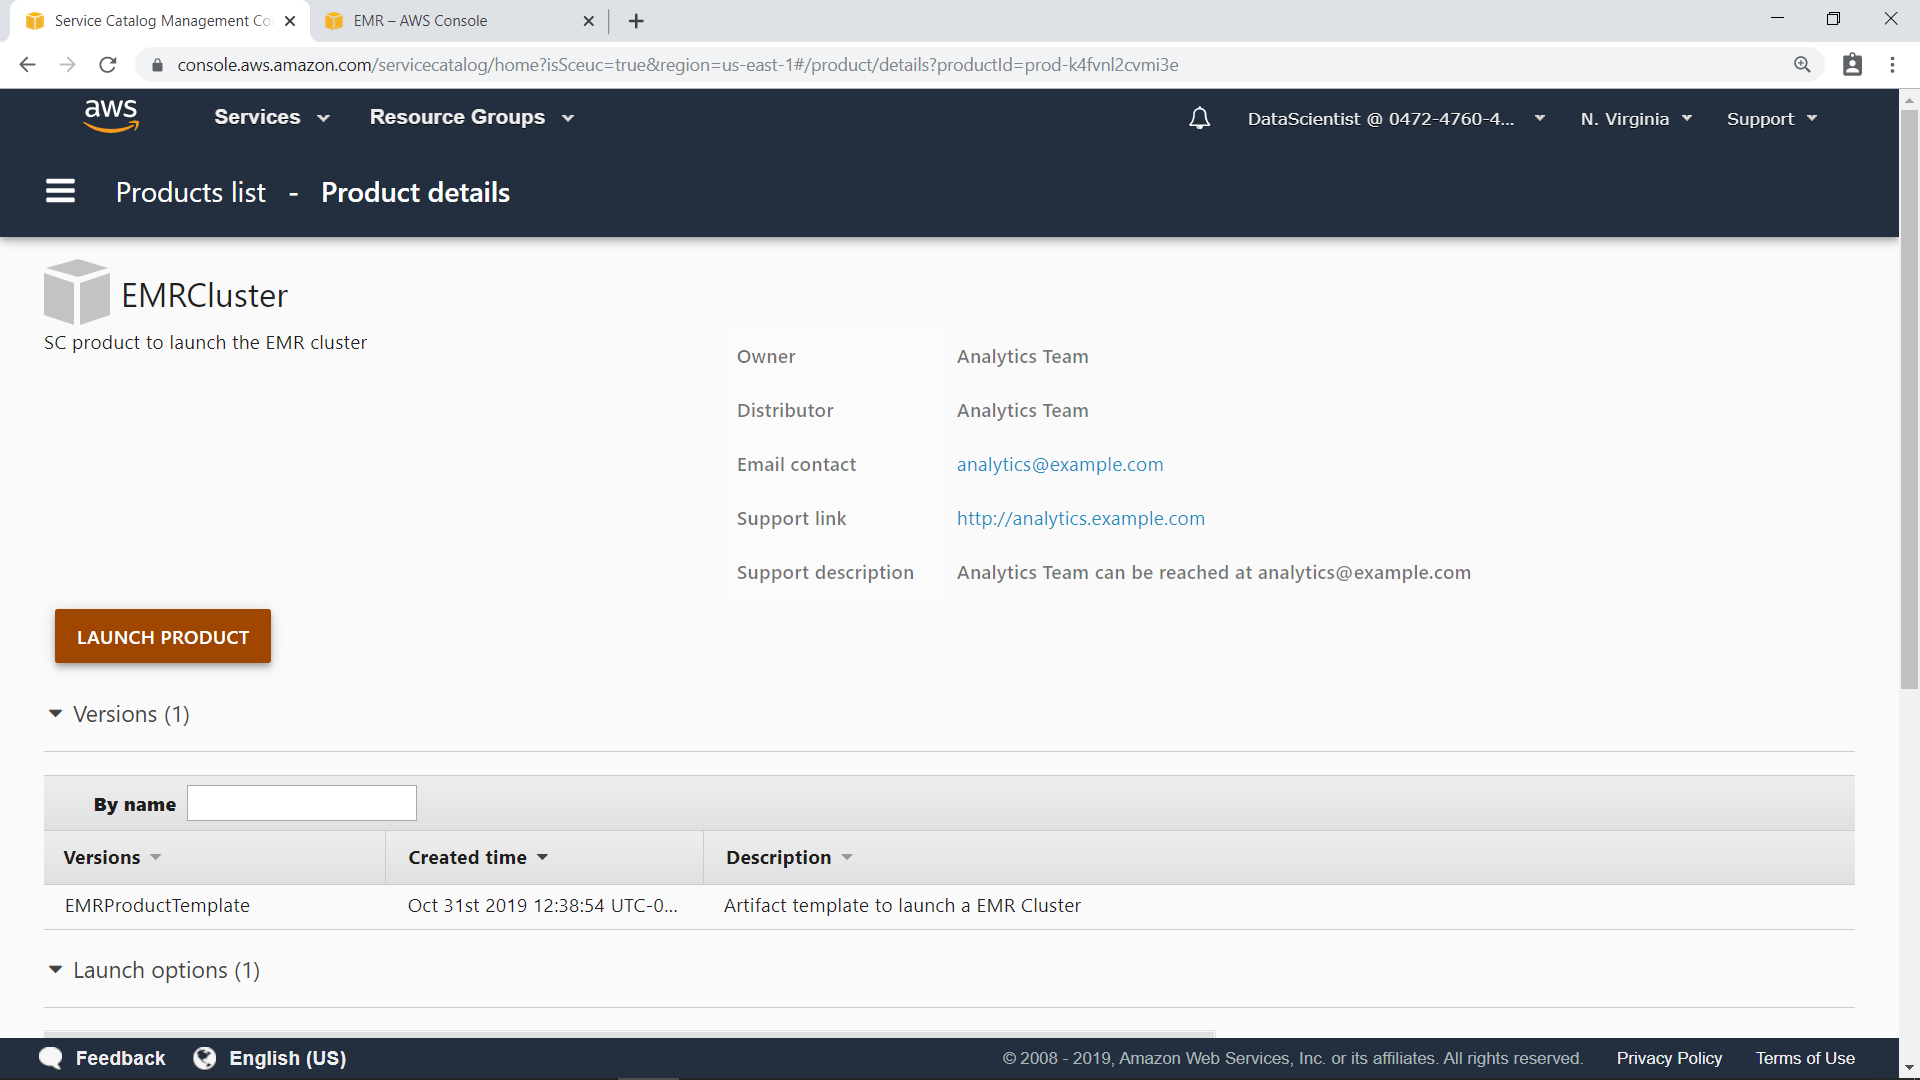 Service Catalog Management Co
EMR – AWS Console
console.aws.amazon.com/servicecatalog/home?isSceuc=true&region=us-east-1#/product/details?productId=prod-k4fvnl2cvmi3e
aws
Services
Resource Groups
DataScientist @ 0472-4760-4...
N. Virginia
Support
Products list - Product details
EMRCluster
SC product to launch the EMR cluster
Owner Analytics Team
Distributor Analytics Team
Email contact analytics@example.com
Support link http://analytics.example.com
Support description Analytics Team can be reached at analytics@example.com
LAUNCH PRODUCT
Versions (1)
By name
Versions Created time Description
EMRProductTemplate Oct 31st 2019 12:38:54 UTC-0... Artifact template to launch a EMR Cluster
Launch options (1)
Feedback English (US) © 2008 - 2019, Amazon Web Services, Inc. or its affiliates. All rights reserved. Privacy Policy Terms of Use